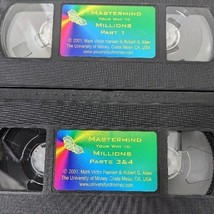 MASTERMIND
YOUR WAY TO
MILLIONS
PART 1
© 2001, Mark Victor Hansen & Robert G. Allen
The University of Money, Costa Mesa, CA, USA
MASTERMIND
YOUR WAY TO
MILLIONS
PARTS 3&4
© 2001, Mark Victor Hansen & Robert G. Allen
The University of Money, Costa Mesa, CA, USA